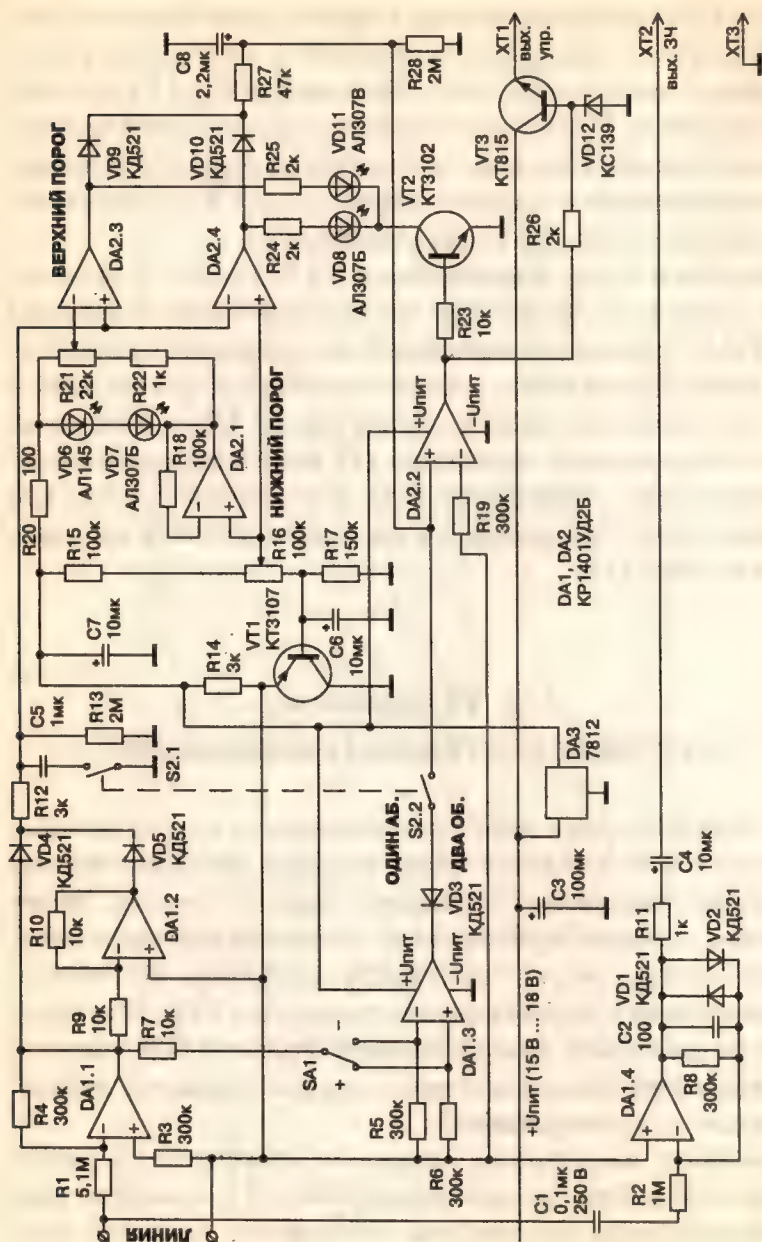 ЛИНИЯ
R1
5,1М
R4
300к
DA1.1
R3
300к
R9
10к
R7
10к
R10
10к
DA1.2
VD4
КД521
VD5
КД521
R12
3к
C5
1мк
R13
2М
S2.1
C7
10мк
R14
3к
VT1
КТ3107
C6
10мк
R20
100
R15
100к
R16
100к
R17
150к
НИЖНИЙ ПОРОГ
VD6
АЛ145
VD7
АЛ307Б
R18
100к
DA2.1
R21
22к
R22
1к
ВЕРХНИЙ ПОРОГ
DA2.3
DA2.4
VD9
КД521
VD10
КД521
R25
2к
R24
2к
VD11
АЛ307В
VD8
АЛ307Б
C8
2,2мк
R27
47к
R28
2М
VT2
КТ3102
R23
10к
DA2.2
+Uпит
−Uпит
R19
300к
R26
2к
VT3
КТ815
VD12
КС139
XT1
вых.
упр.
XT2
вых. ЗЧ
XT3
SA1
+
−
R5
300к
R6
300к
DA1.3
+Uпит
−Uпит
VD3
КД521
S2.2
ОДИН АБ.
ДВА ОБ.
DA3
7812
DA1, DA2
КР1401УД2Б
+Uпит (15 В ... 18 В)
C3
100мк
C1
0,1мк
250 В
R2
1М
DA1.4
R8
300к
C2
100
VD1
КД521
VD2
КД521
R11
1к
C4
10мк